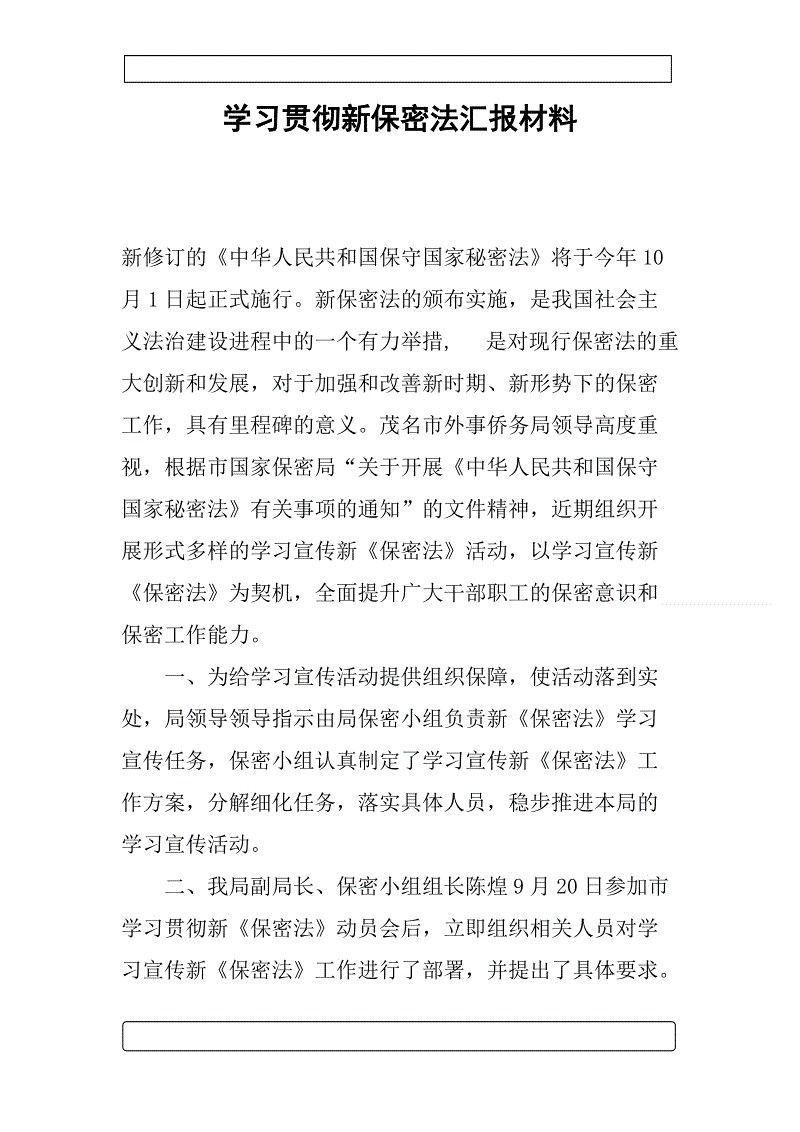 学习贯彻新保密法汇报材料
新修订的《中华人民共和国保守国家秘密法》将于今年 10
月 1 日起正式施行。新保密法的颁布实施，是我国社会主
义法治建设进程中的一个有力举措,  是对现行保密法的重
大创新和发展，对于加强和改善新时期、新形势下的保密
工作，具有里程碑的意义。茂名市外事侨务局领导高度重
视，根据市国家保密局“关于开展《中华人民共和国保守
国家秘密法》有关事项的通知”的文件精神，近期组织开
展形式多样的学习宣传新《保密法》活动，以学习宣传新
《保密法》为契机，全面提升广大干部职工的保密意识和
保密工作能力。
一、为给学习宣传活动提供组织保障，使活动落到实
处，局领导领导指示由局保密小组负责新《保密法》学习
宣传任务，保密小组认真制定了学习宣传新《保密法》工
作方案，分解细化任务，落实具体人员，稳步推进本局的
学习宣传活动。
二、我局副局长、保密小组组长陈煌 9 月 20 日参加市
学习贯彻新《保密法》动员会后，立即组织相关人员对学
习宣传新《保密法》工作进行了部署，并提出了具体要求。